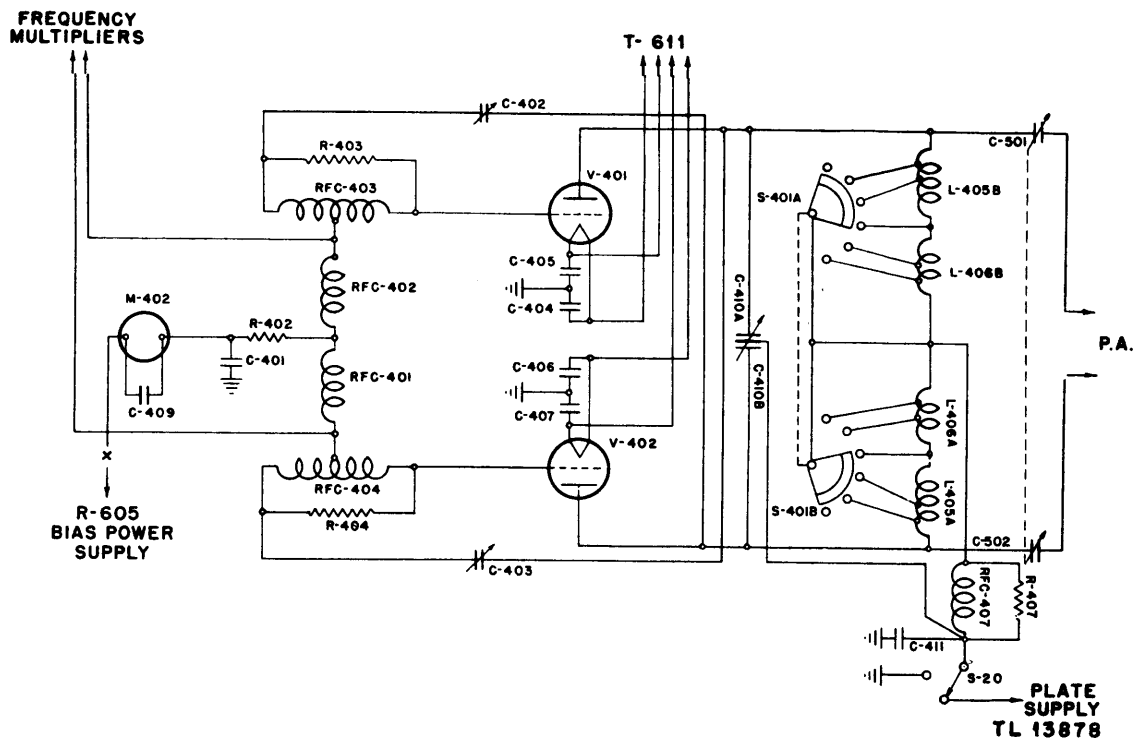 FREQUENCY
MULTIPLIERS
T-611
C-402
R-403
RFC-403
V-401
C-405
C-404
RFC-402
M-402
R-402
C-401
C-409
RFC-401
C-406
C-407
V-402
RFC-404
R-404
C-403
x
R-605
BIAS POWER
SUPPLY
C-410A
C-410B
S-401A
S-401B
L-405B
L-406B
L-406A
L-405A
C-501
C-502
P.A.
RFC-407
R-407
C-411
S-20
PLATE
SUPPLY
TL 13878